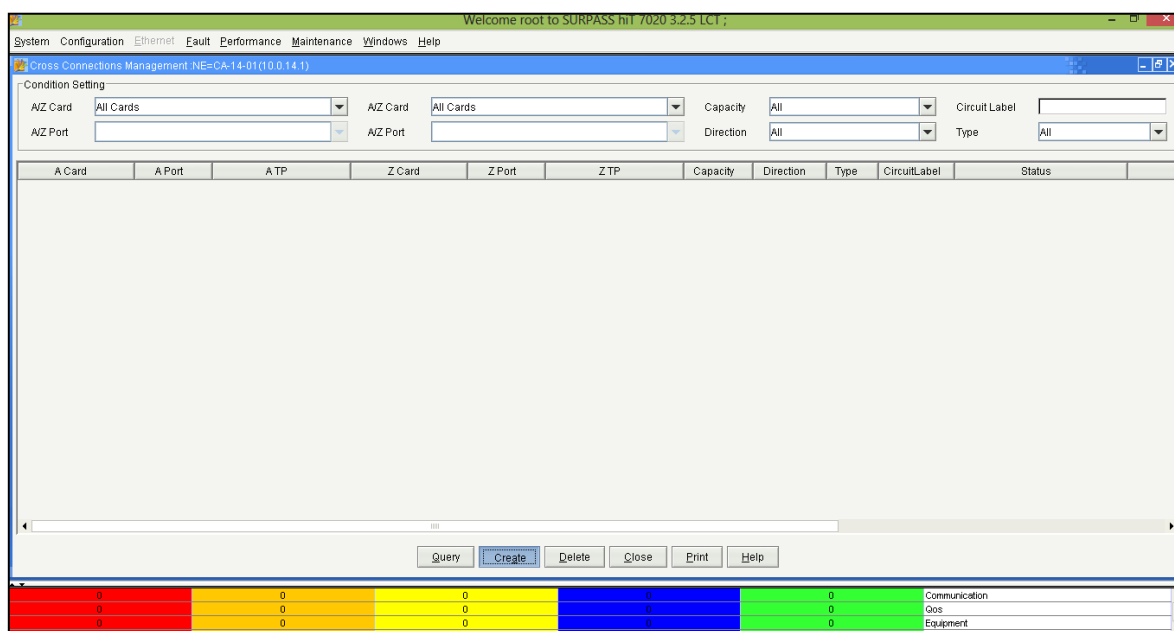 Welcome root to SURPASS hiT 7020 3.2.5 LCT ;
System Configuration Ethernet Fault Performance Maintenance Windows Help
Cross Connections Management :NE=CA-14-01(10.0.14.1)
Condition Setting
A/Z Card All Cards A/Z Card All Cards Capacity All Circuit Label
A/Z Port A/Z Port Direction All Type All
A Card A Port A TP Z Card Z Port Z TP Capacity Direction Type CircuitLabel Status
Query Create Delete Close Print Help
0 0 0 0 0 Communication
0 0 0 0 0 Qos
0 0 0 0 0 Equipment